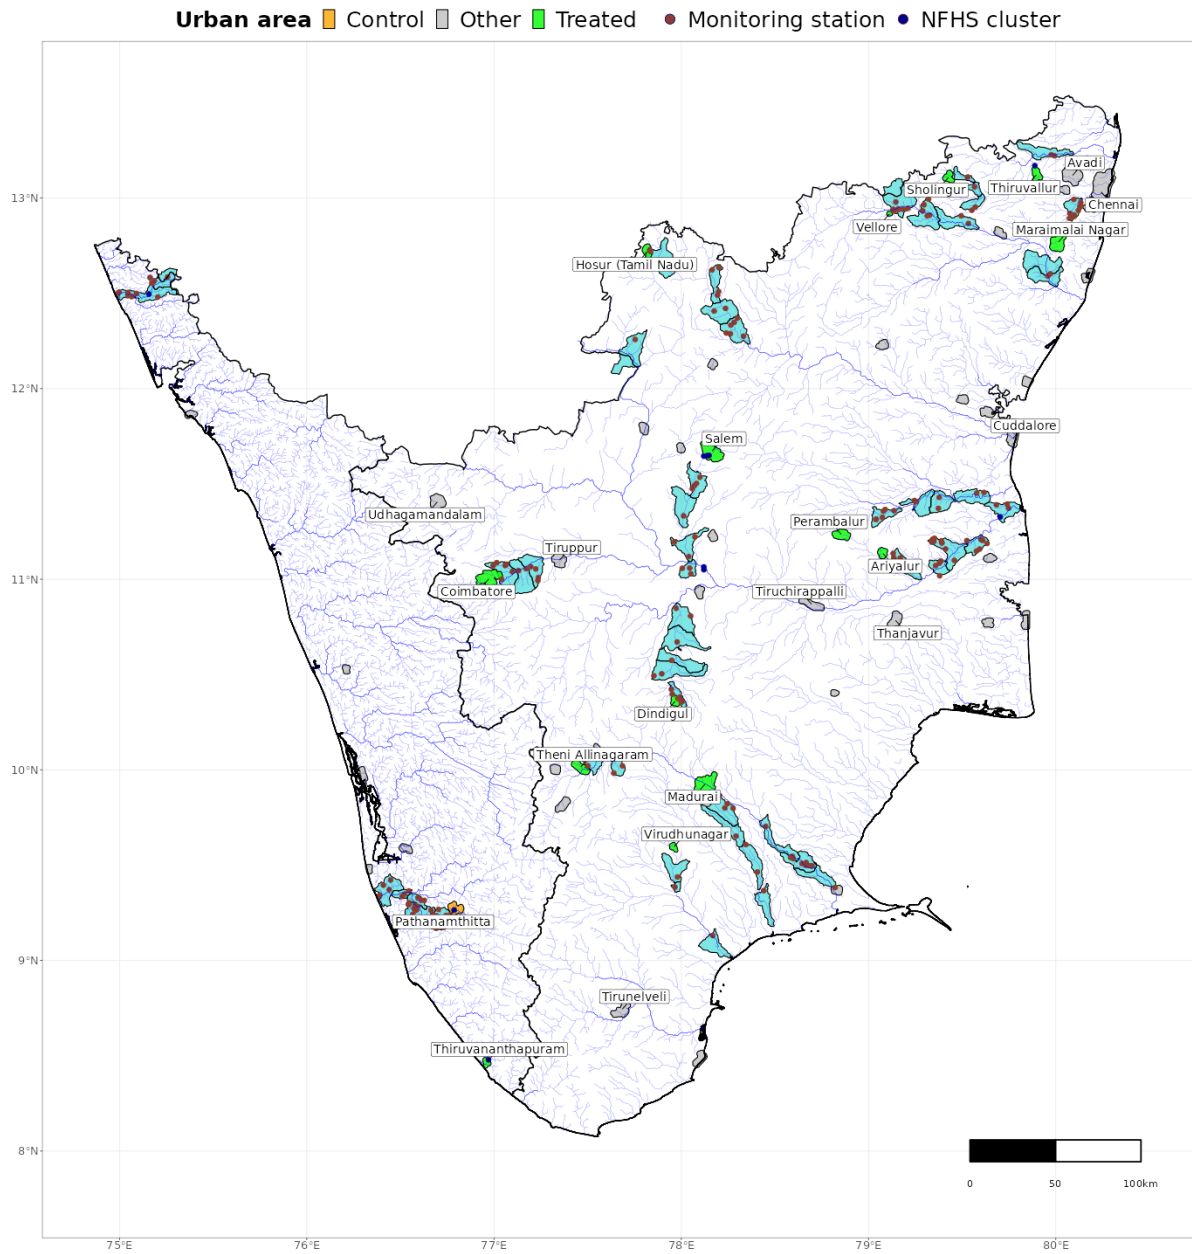 Urban area Control Other Treated Monitoring station NFHS cluster
Avadi
Sholingur
Thiruvallur
Chennai
Vellore
Maraimalai Nagar
Hosur (Tamil Nadu)
Cuddalore
Salem
Udhagamandalam
Perambalur
Tiruppur
Ariyalur
Coimbatore
Tiruchirappalli
Thanjavur
Dindigul
Theni Allinagaram
Madurai
Virudhunagar
Pathanamthitta
Tirunelveli
Thiruvananthapuram
13°N
12°N
11°N
10°N
9°N
8°N
0 50 100km
75°E 76°E 77°E 78°E 79°E 80°E